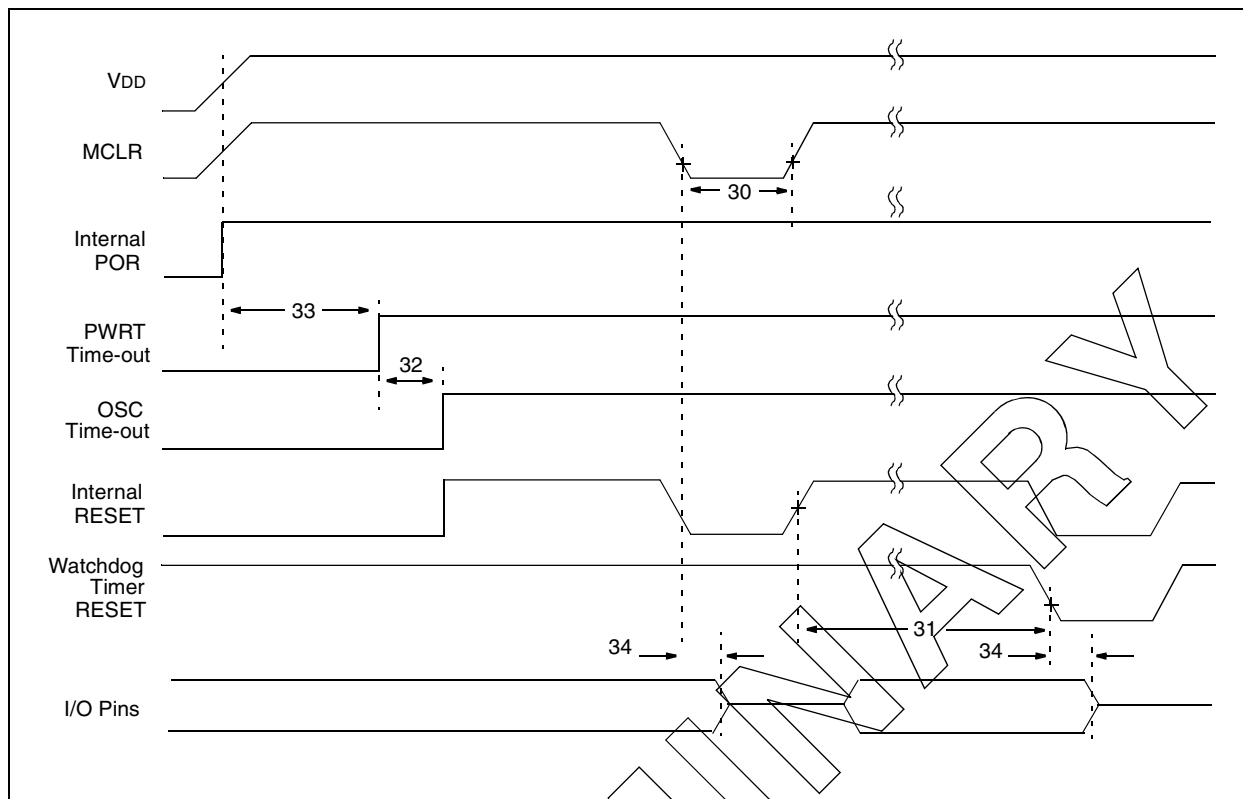 VDD
MCLR
30
Internal
POR
33
PWRT
Time-out
32
OSC
Time-out
Internal
RESET
Watchdog
Timer
RESET
31
34
34
I/O Pins
INARY